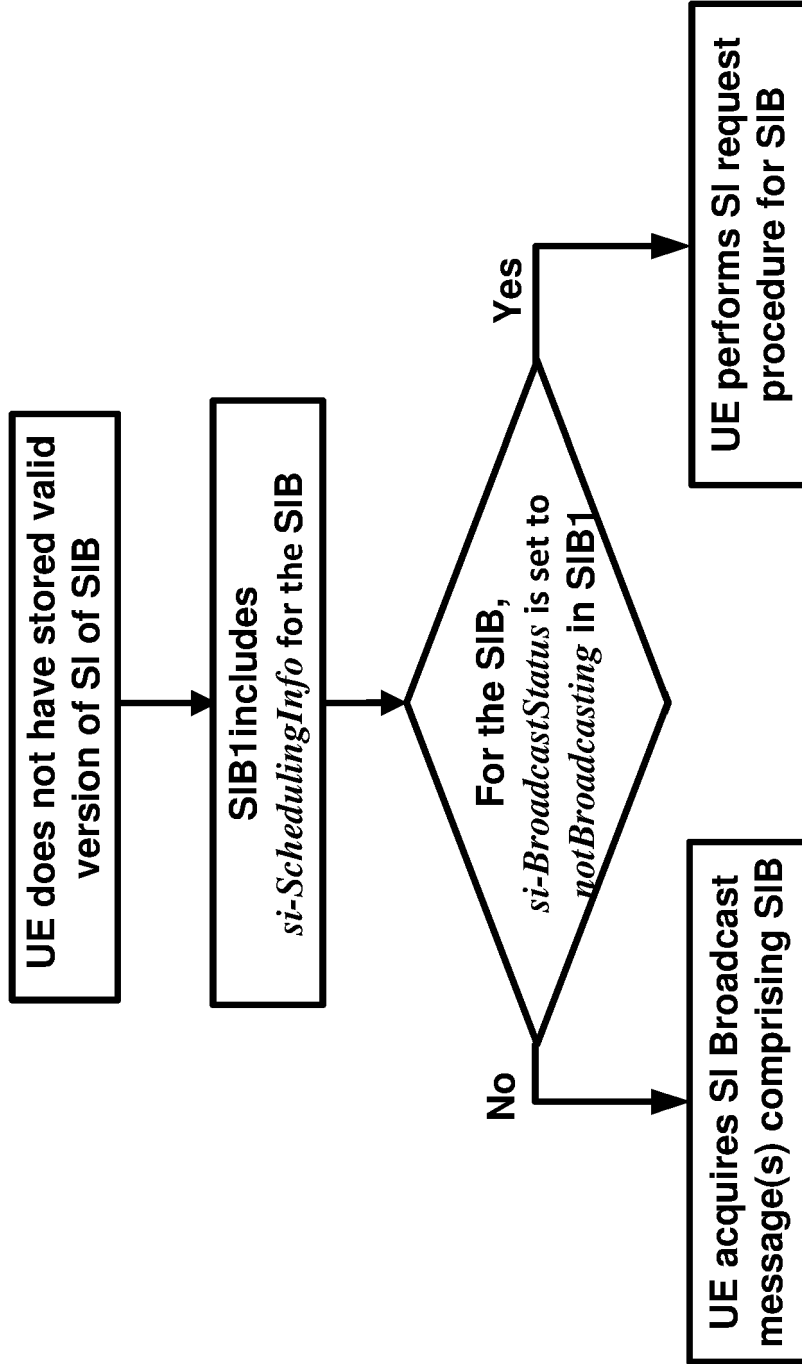 UE does not have stored valid
version of SI of SIB
SIB1includes
si-SchedulingInfo for the SIB
For the SIB,
si-BroadcastStatus is set to
notBroadcasting in SIB1
No
Yes
UE acquires SI Broadcast
message(s) comprising SIB
UE performs SI request
procedure for SIB